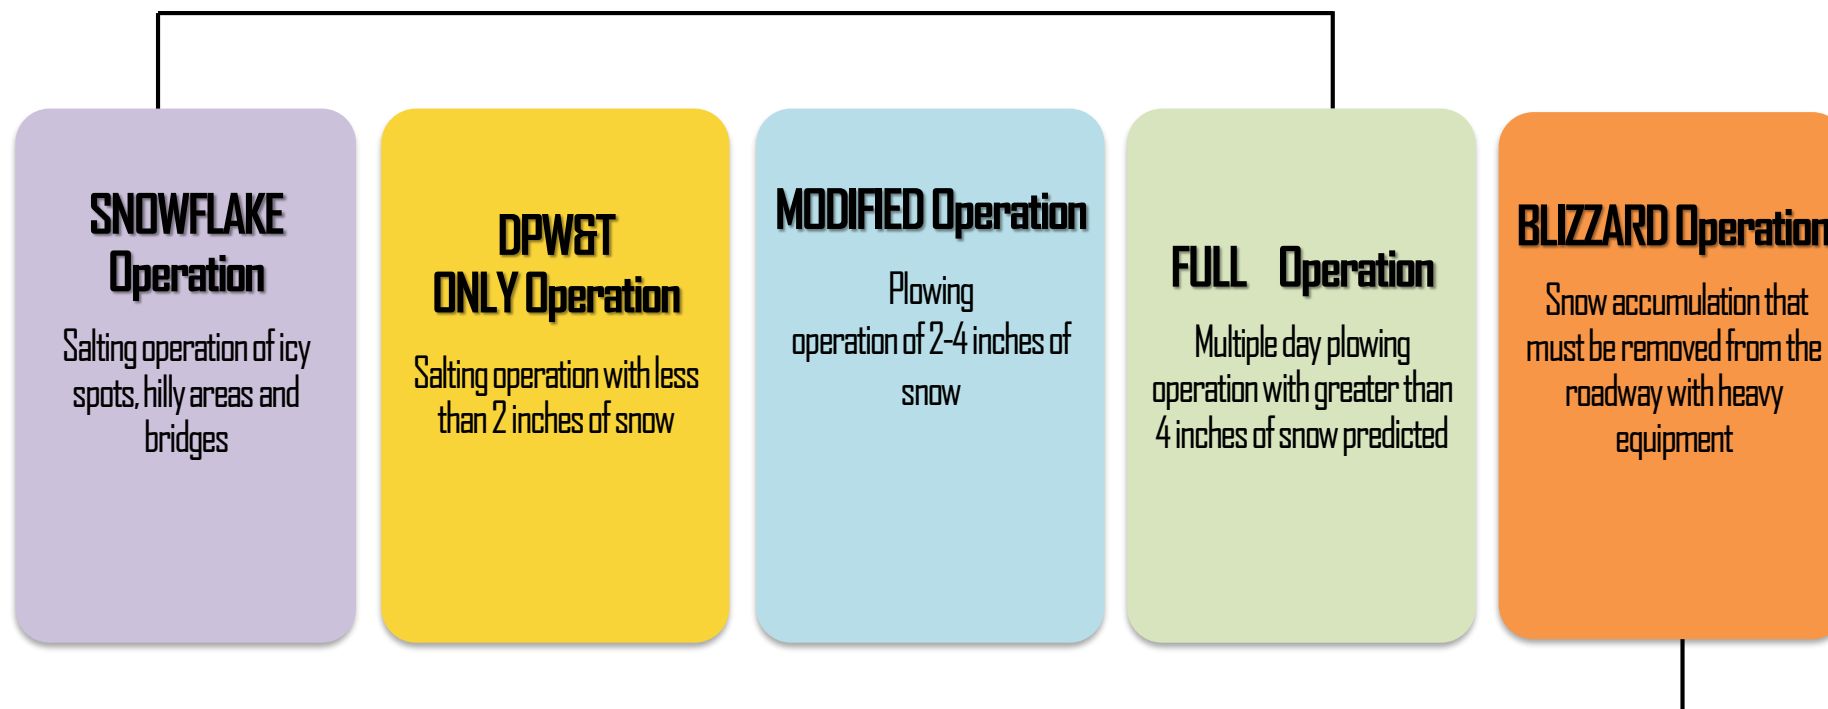 SNOWFLAKE
Operation
Salting operation of icy
spots, hilly areas and
bridges
DPW&T
ONLY Operation
Salting operation with less
than 2 inches of snow
MODIFIED Operation
Plowing
operation of 2-4 inches of
snow
FULL Operation
Multiple day plowing
operation with greater than
4 inches of snow predicted
BLIZZARD Operation
Snow accumulation that
must be removed from the
roadway with heavy
equipment